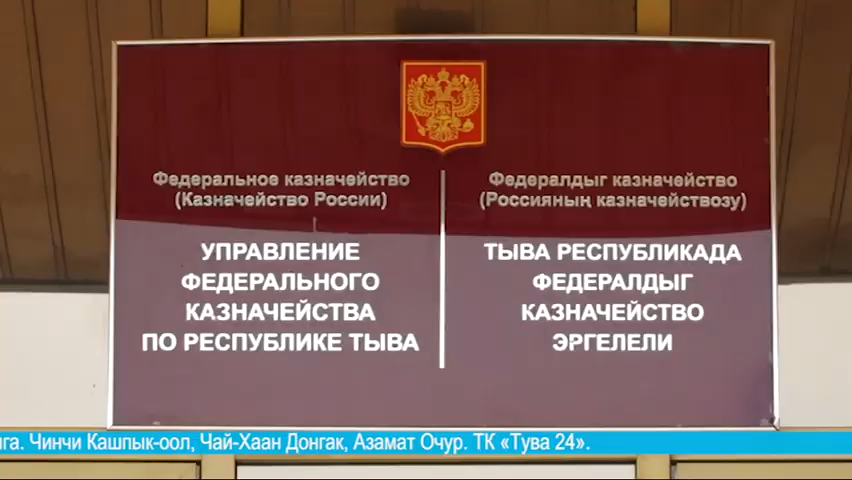 Федеральное казначейство
(Казначейство России)
УПРАВЛЕНИЕ
ФЕДЕРАЛЬНОГО
КАЗНАЧЕЙСТВА
ПО РЕСПУБЛИКЕ ТЫВА
Федералдыг казначейство
(Россияның казначействозу)
ТЫВА РЕСПУБЛИКАДА
ФЕДЕРАЛДЫГ
КАЗНАЧЕЙСТВО
ЭРГЕЛЕЛИ
Чинчи Кашпык-оол, Чай-Хаан Донгак, Азамат Очур. ТК «Тува 24».